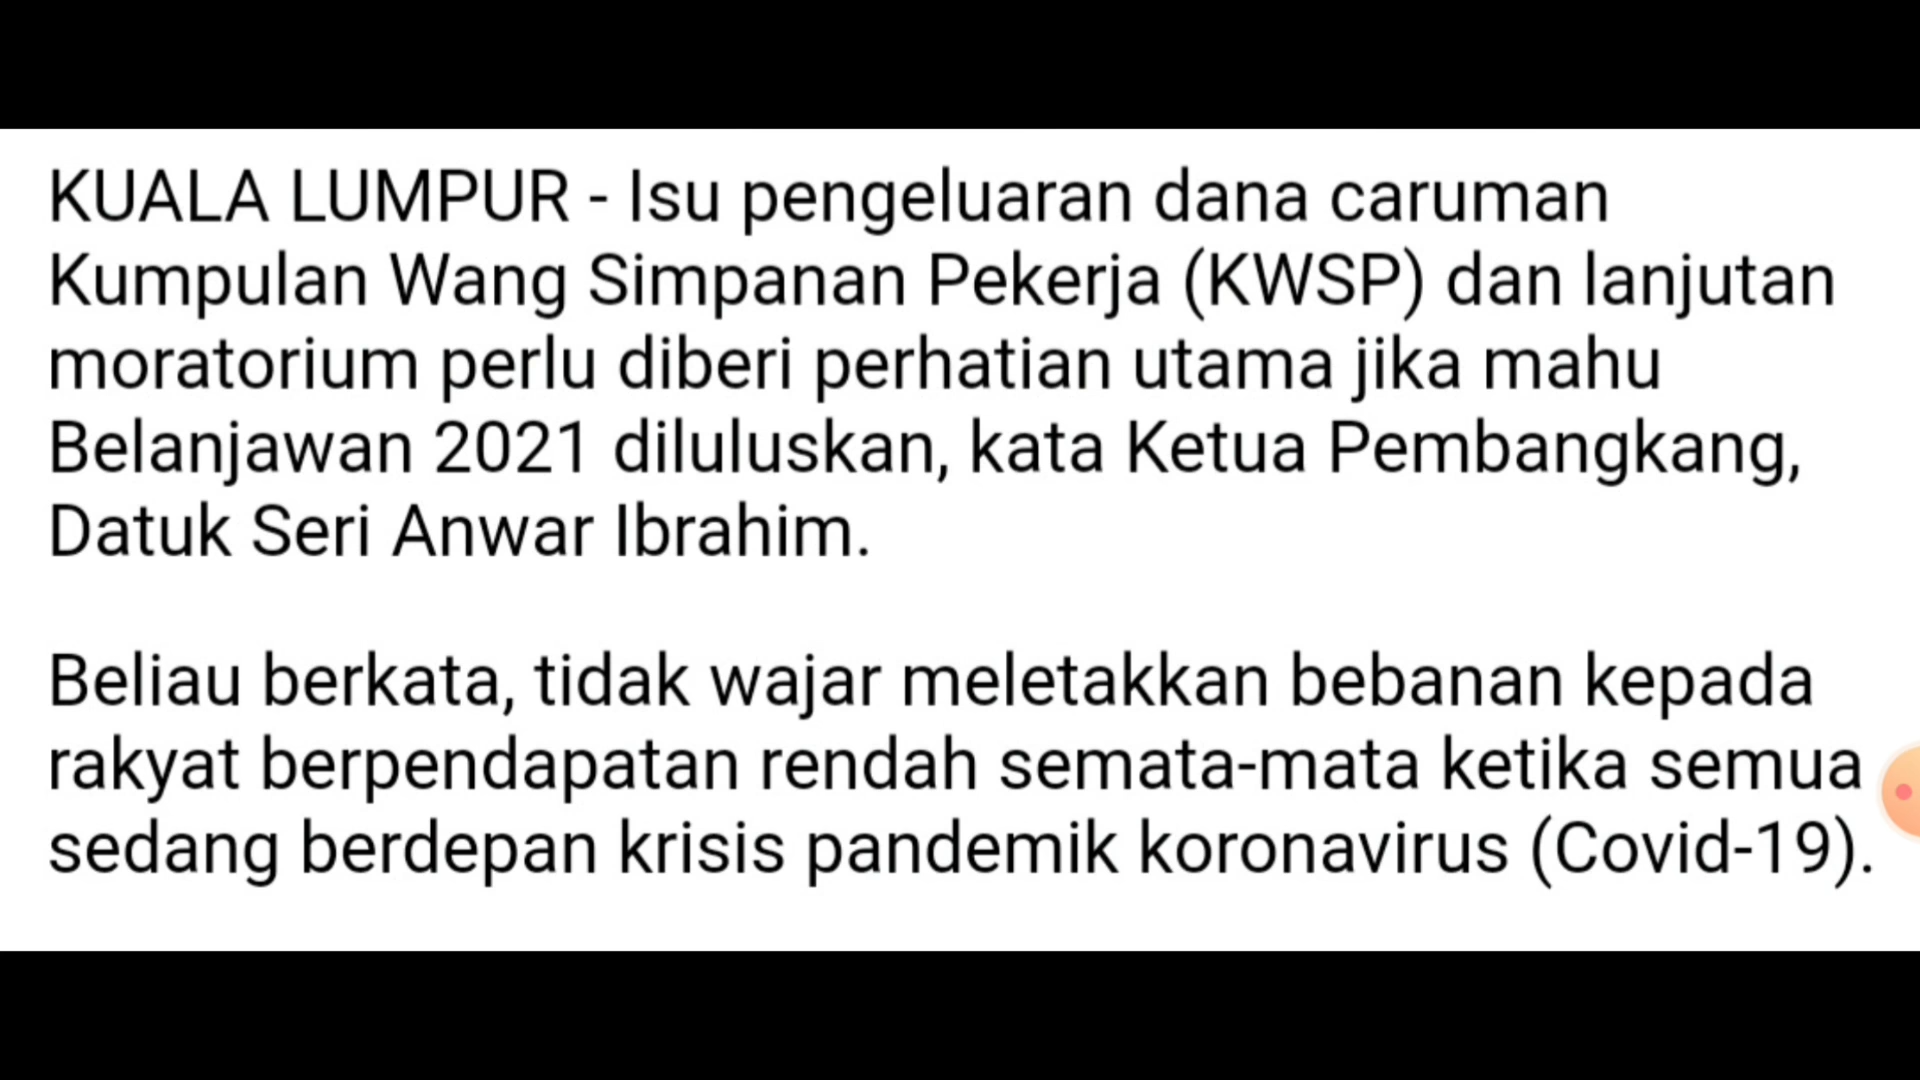 KUALA LUMPUR - Isu pengeluaran dana caruman
Kumpulan Wang Simpanan Pekerja (KWSP) dan lanjutan
moratorium perlu diberi perhatian utama jika mahu
Belanjawan 2021 diluluskan, kata Ketua Pembangkang,
Datuk Seri Anwar Ibrahim.
Beliau berkata, tidak wajar meletakkan bebanan kepada
rakyat berpendapatan rendah semata-mata ketika semua
sedang berdepan krisis pandemik koronavirus (Covid-19).